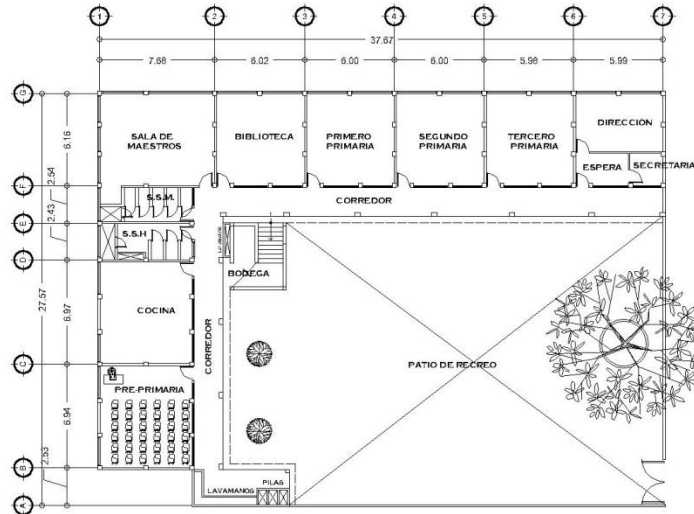 1 2 3 4 5 6 7
37.67
7.68 6.02 6.00 6.00 5.98 5.99
G
6.16
SALA DE
MAESTROS
BIBLIOTECA
PRIMERO
PRIMARIA
SEGUNDO
PRIMARIA
TERCERO
PRIMARIA
DIRECCIÓN
ESPERA
SECRETARIA
F
2.54
S.S.M.
CORREDOR
E
2.43
S.S.H
D
BODEGA
27.57
6.97
COCINA
CORREDOR
PATIO DE RECREO
C
PRE-PRIMARIA
6.94
B
2.53
LAVAMANOS
PILAS
A